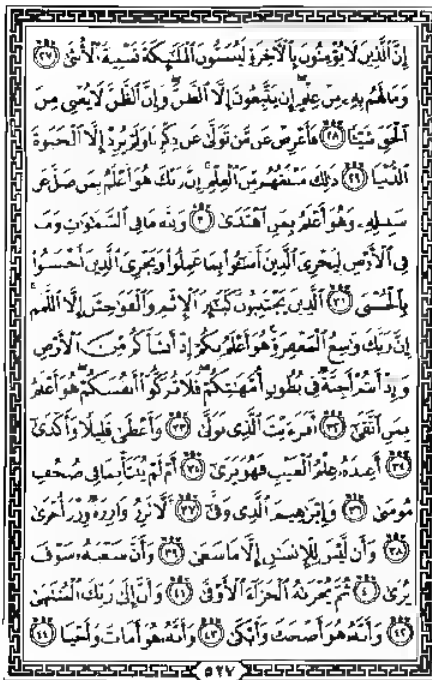 إِنَّ ٱلَّذِينَ لَا يُؤْمِنُونَ بِٱلْأَخِرَةِ لَيُسَمُّونَ ٱلْمَلَٰٓئِكَةَ تَسْمِيَةَ ٱلْأُنثَىٰ ٢٧
وَمَا لَهُم بِهِۦ مِنْ عِلْمٍ إِن يَتَّبِعُونَ إِلَّا ٱلظَّنَّ وَإِنَّ ٱلظَّنَّ لَا يُغْنِى مِنَ
ٱلْحَقِّ شَيْـًٔا ٢٨ فَأَعْرِضْ عَن مَّن تَوَلَّىٰ عَن ذِكْرِنَا وَلَمْ يُرِدْ إِلَّا ٱلْحَيَوٰةَ
ٱلدُّنْيَا ٢٩ ذَٰلِكَ مَبْلَغُهُم مِّنَ ٱلْعِلْمِ إِنَّ رَبَّكَ هُوَ أَعْلَمُ بِمَن ضَلَّ عَن
سَبِيلِهِۦ وَهُوَ أَعْلَمُ بِمَنِ ٱهْتَدَىٰ ٣٠ وَلِلَّهِ مَا فِى ٱلسَّمَٰوَٰتِ وَمَا
فِى ٱلْأَرْضِ لِيَجْزِىَ ٱلَّذِينَ أَسَٰٓـُٔوا۟ بِمَا عَمِلُوا۟ وَيَجْزِىَ ٱلَّذِينَ أَحْسَنُوا۟
بِٱلْحُسْنَى ٣١ ٱلَّذِينَ يَجْتَنِبُونَ كَبَٰٓئِرَ ٱلْإِثْمِ وَٱلْفَوَٰحِشَ إِلَّا ٱللَّمَمَ
إِنَّ رَبَّكَ وَٰسِعُ ٱلْمَغْفِرَةِ هُوَ أَعْلَمُ بِكُمْ إِذْ أَنشَأَكُم مِّنَ ٱلْأَرْضِ
وَإِذْ أَنتُمْ أَجِنَّةٌ فِى بُطُونِ أُمَّهَٰتِكُمْ فَلَا تُزَكُّوٓا۟ أَنفُسَكُمْ هُوَ أَعْلَمُ
بِمَنِ ٱتَّقَىٰٓ ٣٢ أَفَرَءَيْتَ ٱلَّذِى تَوَلَّىٰ ٣٣ وَأَعْطَىٰ قَلِيلًا وَأَكْدَىٰٓ
٣٤ أَعِندَهُۥ عِلْمُ ٱلْغَيْبِ فَهُوَ يَرَىٰٓ ٣٥ أَمْ لَمْ يُنَبَّأْ بِمَا فِى صُحُفِ
مُوسَىٰ ٣٦ وَإِبْرَٰهِيمَ ٱلَّذِى وَفَّىٰٓ ٣٧ أَلَّا تَزِرُ وَازِرَةٌ وِزْرَ أُخْرَىٰ
٣٨ وَأَن لَّيْسَ لِلْإِنسَٰنِ إِلَّا مَا سَعَىٰ ٣٩ وَأَنَّ سَعْيَهُۥ سَوْفَ
يُرَىٰ ٤٠ ثُمَّ يُجْزَىٰهُ ٱلْجَزَآءَ ٱلْأَوْفَىٰ ٤١ وَأَنَّ إِلَىٰ رَبِّكَ ٱلْمُنتَهَىٰ
٤٢ وَأَنَّهُۥ هُوَ أَضْحَكَ وَأَبْكَىٰ ٤٣ وَأَنَّهُۥ هُوَ أَمَاتَ وَأَحْيَا ٤٤
٥٢٧